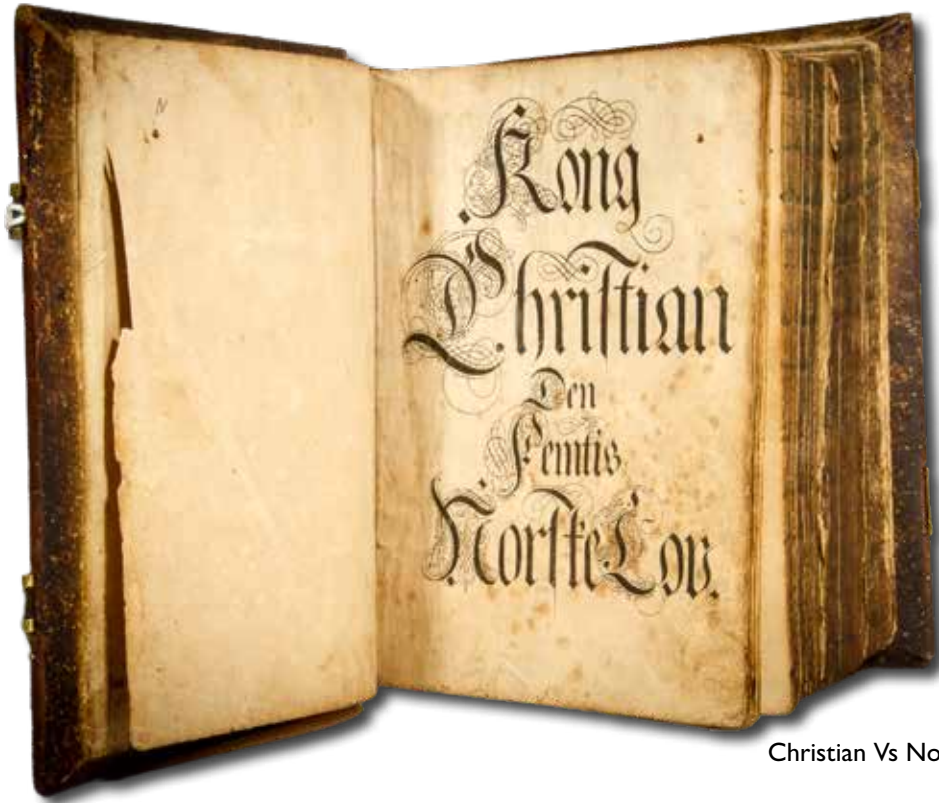 N
Kong
Christian
Den
Femtis
Norske Lov.
Christian Vs No